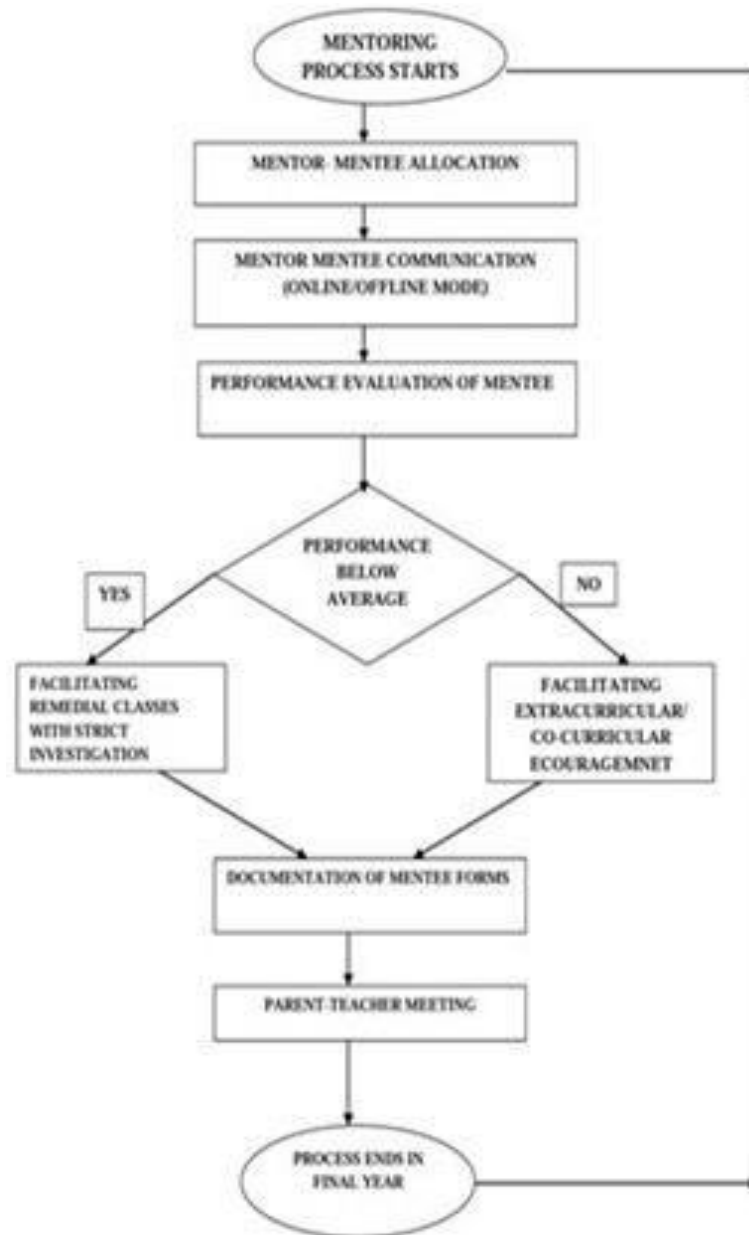 MENTORING
PROCESS STARTS
MENTOR- MENTEE ALLOCATION
MENTOR MENTEE COMMUNICATION
(ONLINE/OFFLINE MODE)
PERFORMANCE EVALUATION OF MENTEE
PERFORMANCE
BELOW
AVERAGE
YES
NO
FACILITATING
REMEDIAL CLASSES
WITH STRICT
INVESTIGATION
FACILITATING
EXTRACURRICULAR/
CO-CURRICULAR
ECOURAGEMNET
DOCUMENTATION OF MENTEE FORMS
PARENT-TEACHER MEETING
PROCESS ENDS IN
FINAL YEAR